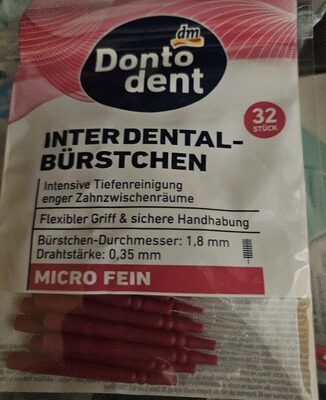 dm
Donto
dent
32
STÜCK
INTERDENTAL-
BÜRSTCHEN
Intensive Tiefenreinigung
enger Zahnzwischenräume
Flexibler Griff & sichere Handhabung
Bürstchen-Durchmesser: 1,8 mm
Drahtstärke: 0,35 mm
MICRO FEIN